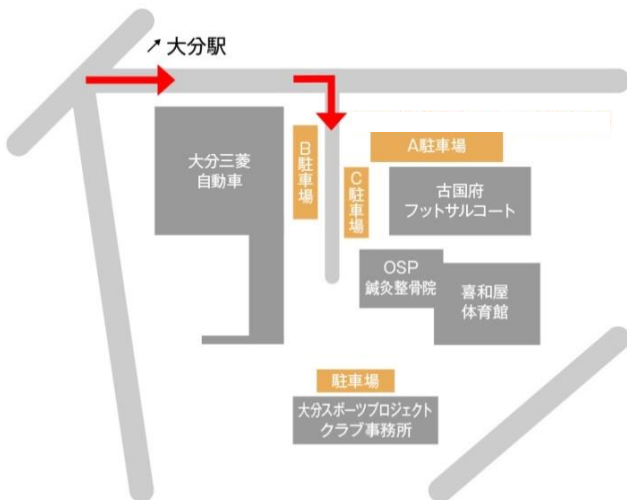 ↗ 大分駅
大分三菱
自動車
B駐車場
C駐車場
A駐車場
古国府
フットサルコート
OSP
鍼灸整骨院
喜和屋
体育館
駐車場
大分スポーツプロジェクト
クラブ事務所